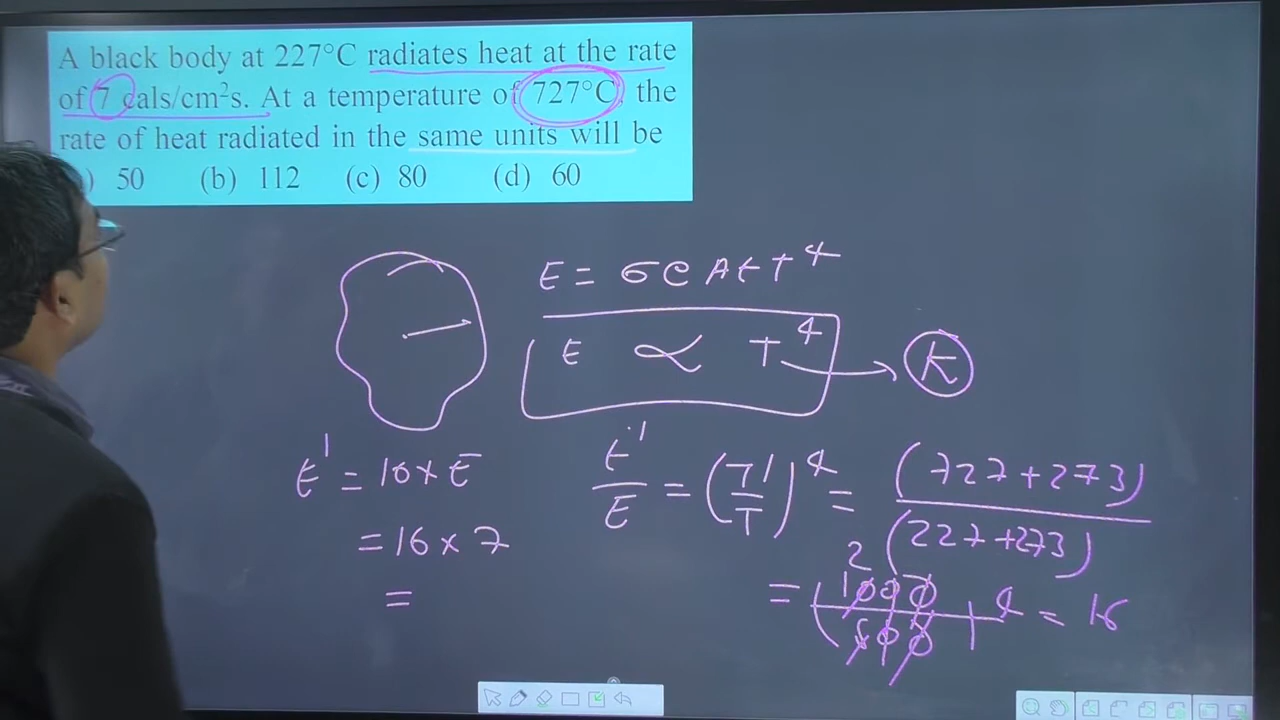 A black body at 227°C radiates heat at the rate
of 7 cals/cm²s. At a temperature of 727°C, the
rate of heat radiated in the same units will be
) 50 (b) 112 (c) 80 (d) 60
E = σeAtT⁴
E ∝ T⁴ → K
E' = 16 × E
= 16 × 7
=
E'/E = (T'/T)⁴ = (727+273)/(227+273)
2
= (1000/500)⁴ = 16